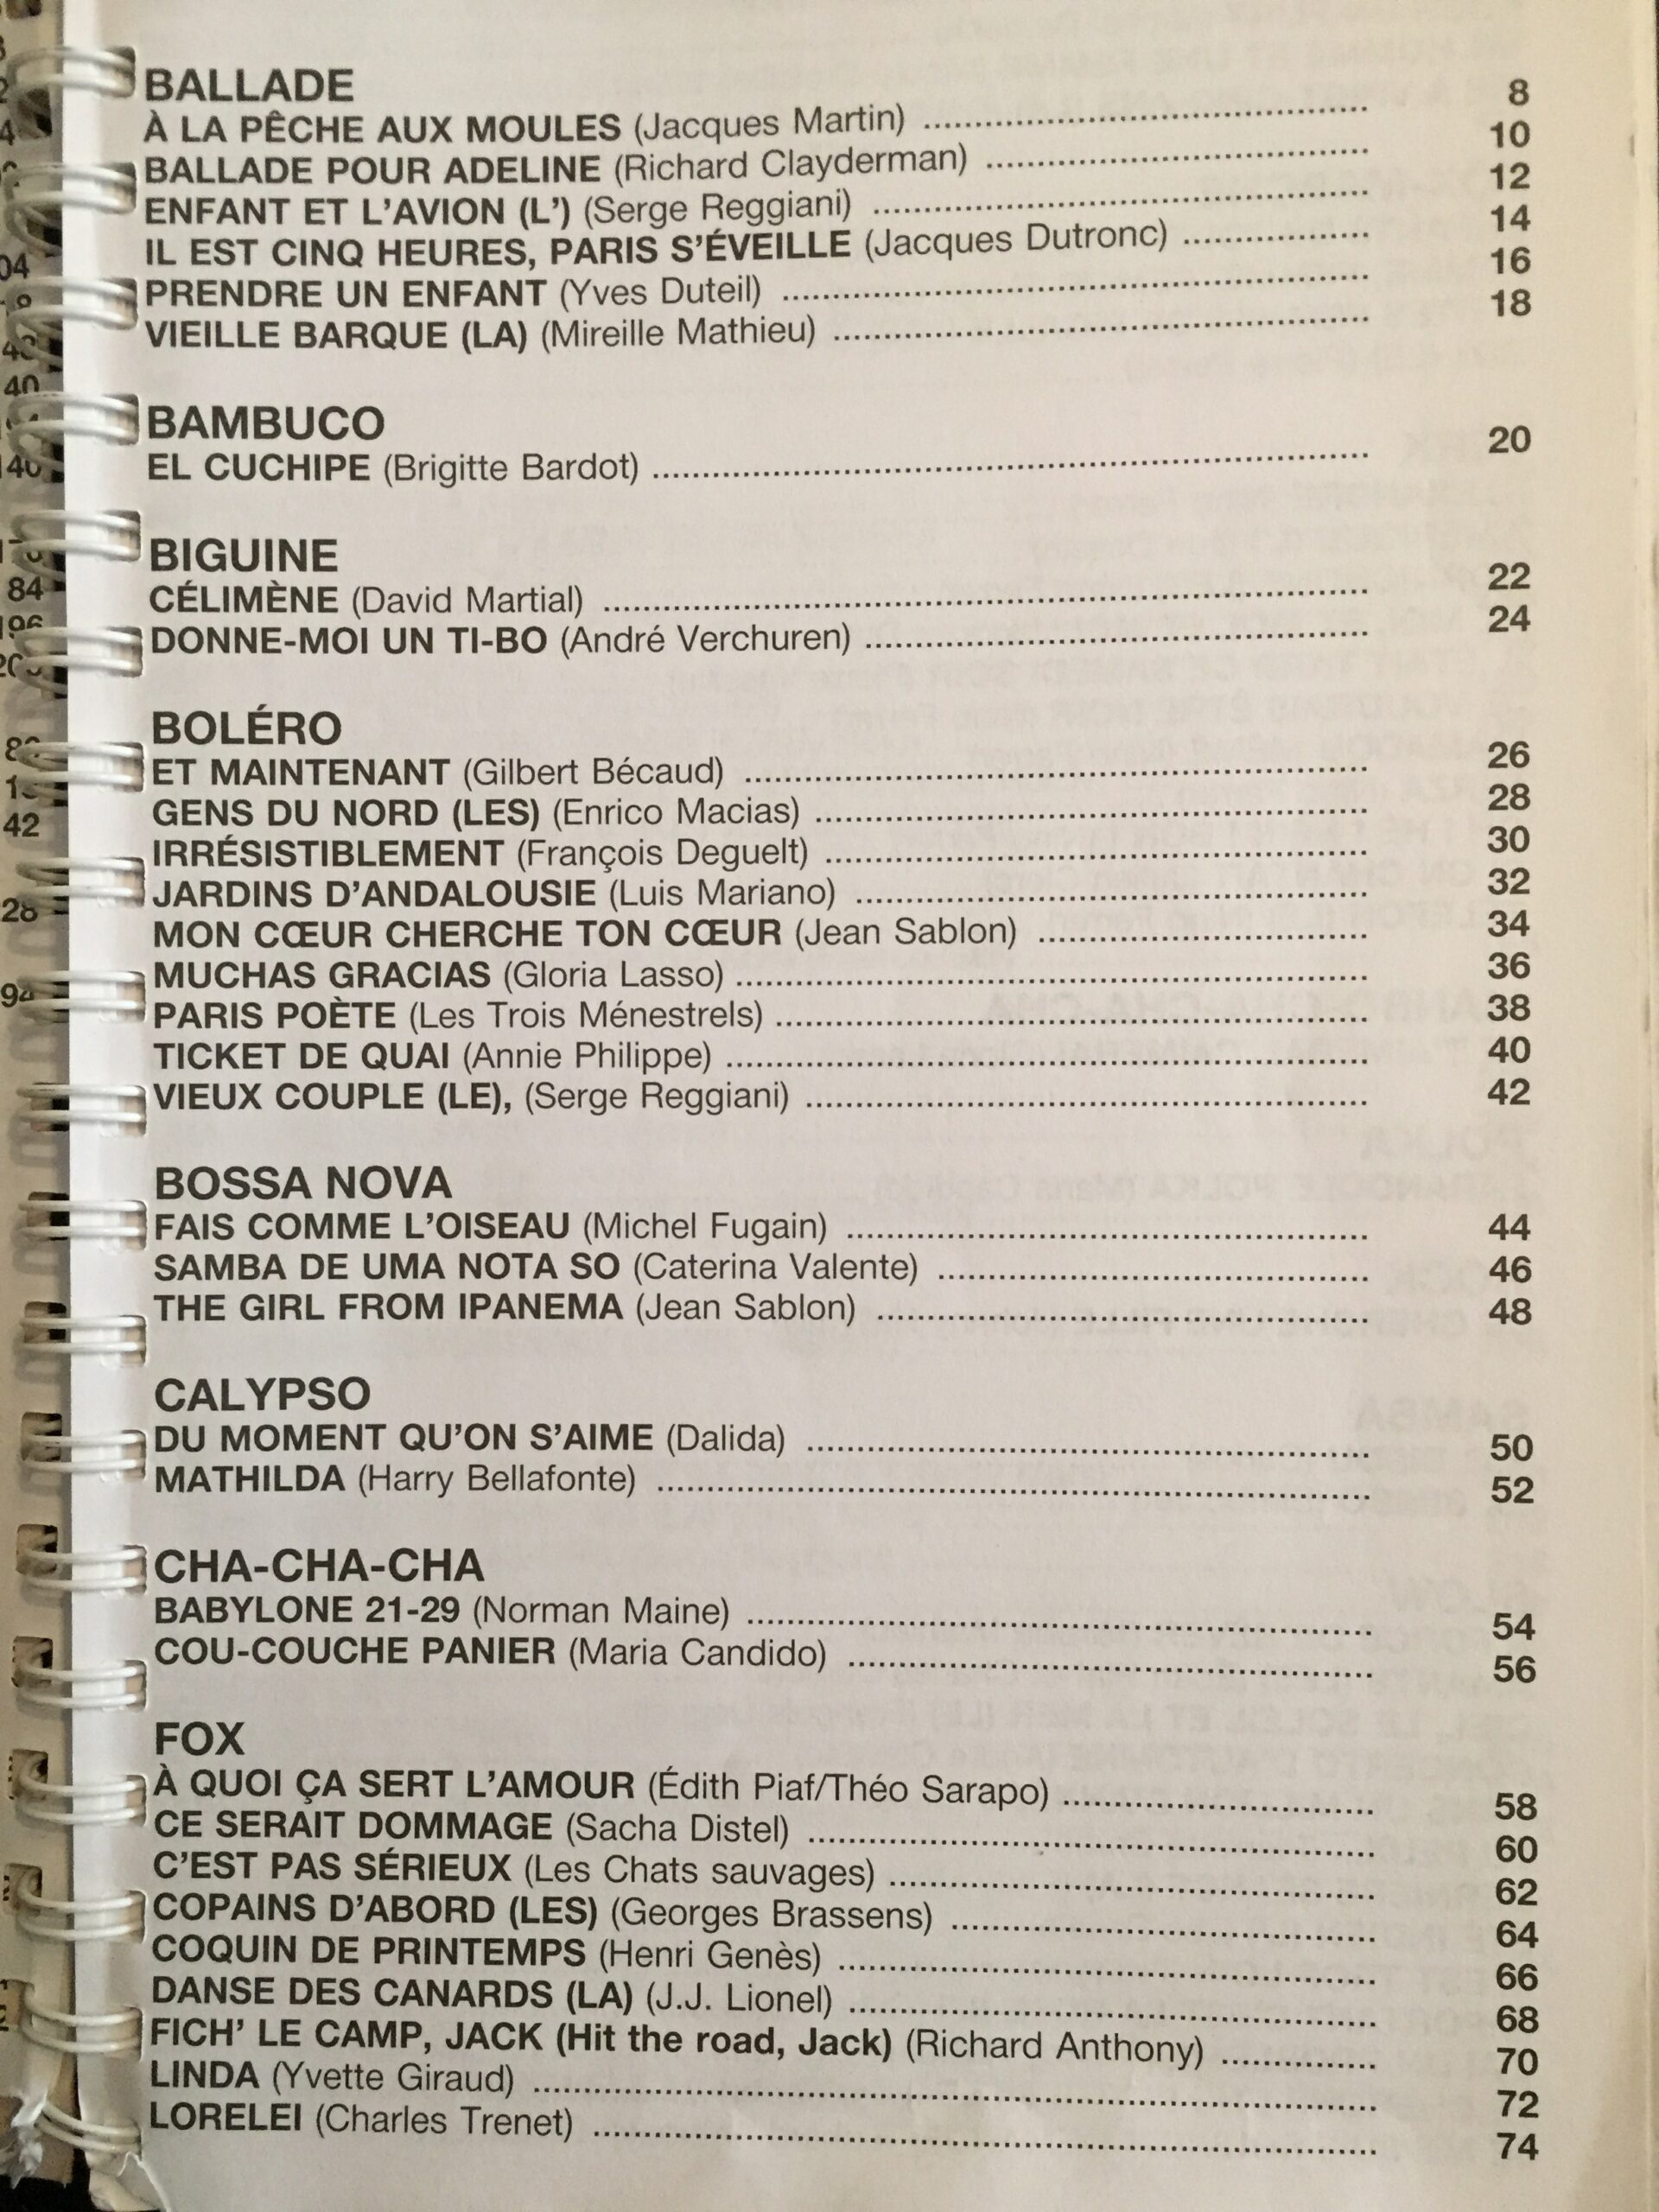 BALLADE
À LA PÊCHE AUX MOULES (Jacques Martin) ........ 8
BALLADE POUR ADELINE (Richard Clayderman) ........ 10
ENFANT ET L'AVION (L') (Serge Reggiani) ........ 12
IL EST CINQ HEURES, PARIS S'ÉVEILLE (Jacques Dutronc) ........ 14
PRENDRE UN ENFANT (Yves Duteil) ........ 16
VIEILLE BARQUE (LA) (Mireille Mathieu) ........ 18
BAMBUCO
EL CUCHIPE (Brigitte Bardot) ........ 20
BIGUINE
CÉLIMÈNE (David Martial) ........ 22
DONNE-MOI UN TI-BO (André Verchuren) ........ 24
BOLÉRO
ET MAINTENANT (Gilbert Bécaud) ........ 26
GENS DU NORD (LES) (Enrico Macias) ........ 28
IRRÉSISTIBLEMENT (François Deguelt) ........ 30
JARDINS D'ANDALOUSIE (Luis Mariano) ........ 32
MON CŒUR CHERCHE TON CŒUR (Jean Sablon) ........ 34
MUCHAS GRACIAS (Gloria Lasso) ........ 36
PARIS POÈTE (Les Trois Ménestrels) ........ 38
TICKET DE QUAI (Annie Philippe) ........ 40
VIEUX COUPLE (LE), (Serge Reggiani) ........ 42
BOSSA NOVA
FAIS COMME L'OISEAU (Michel Fugain) ........ 44
SAMBA DE UMA NOTA SO (Caterina Valente) ........ 46
THE GIRL FROM IPANEMA (Jean Sablon) ........ 48
CALYPSO
DU MOMENT QU'ON S'AIME (Dalida) ........ 50
MATHILDA (Harry Bellafonte) ........ 52
CHA-CHA-CHA
BABYLONE 21-29 (Norman Maine) ........ 54
COU-COUCHE PANIER (Maria Candido) ........ 56
FOX
À QUOI ÇA SERT L'AMOUR (Édith Piaf/Théo Sarapo) ........ 58
CE SERAIT DOMMAGE (Sacha Distel) ........ 60
C'EST PAS SÉRIEUX (Les Chats sauvages) ........ 62
COPAINS D'ABORD (LES) (Georges Brassens) ........ 64
COQUIN DE PRINTEMPS (Henri Genès) ........ 66
DANSE DES CANARDS (LA) (J.J. Lionel) ........ 68
FICH' LE CAMP, JACK (Hit the road, Jack) (Richard Anthony) ........ 70
LINDA (Yvette Giraud) ........ 72
LORELEI (Charles Trenet) ........ 74